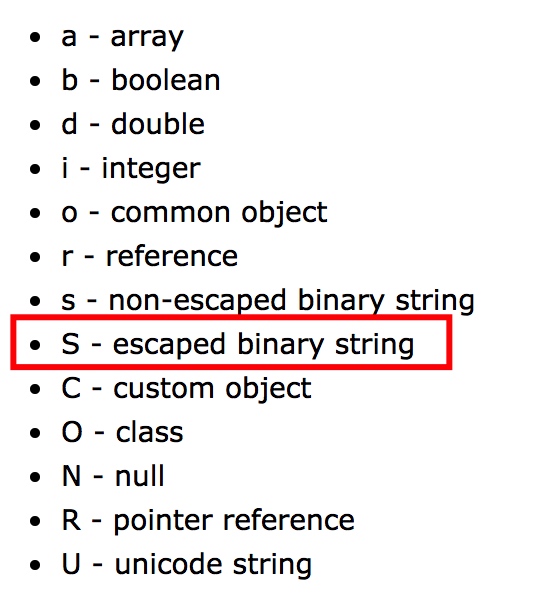 • a - array
• b - boolean
• d - double
• i - integer
• o - common object
• r - reference
• s - non-escaped binary string
• S - escaped binary string
• C - custom object
• O - class
• N - null
• R - pointer reference
• U - unicode string